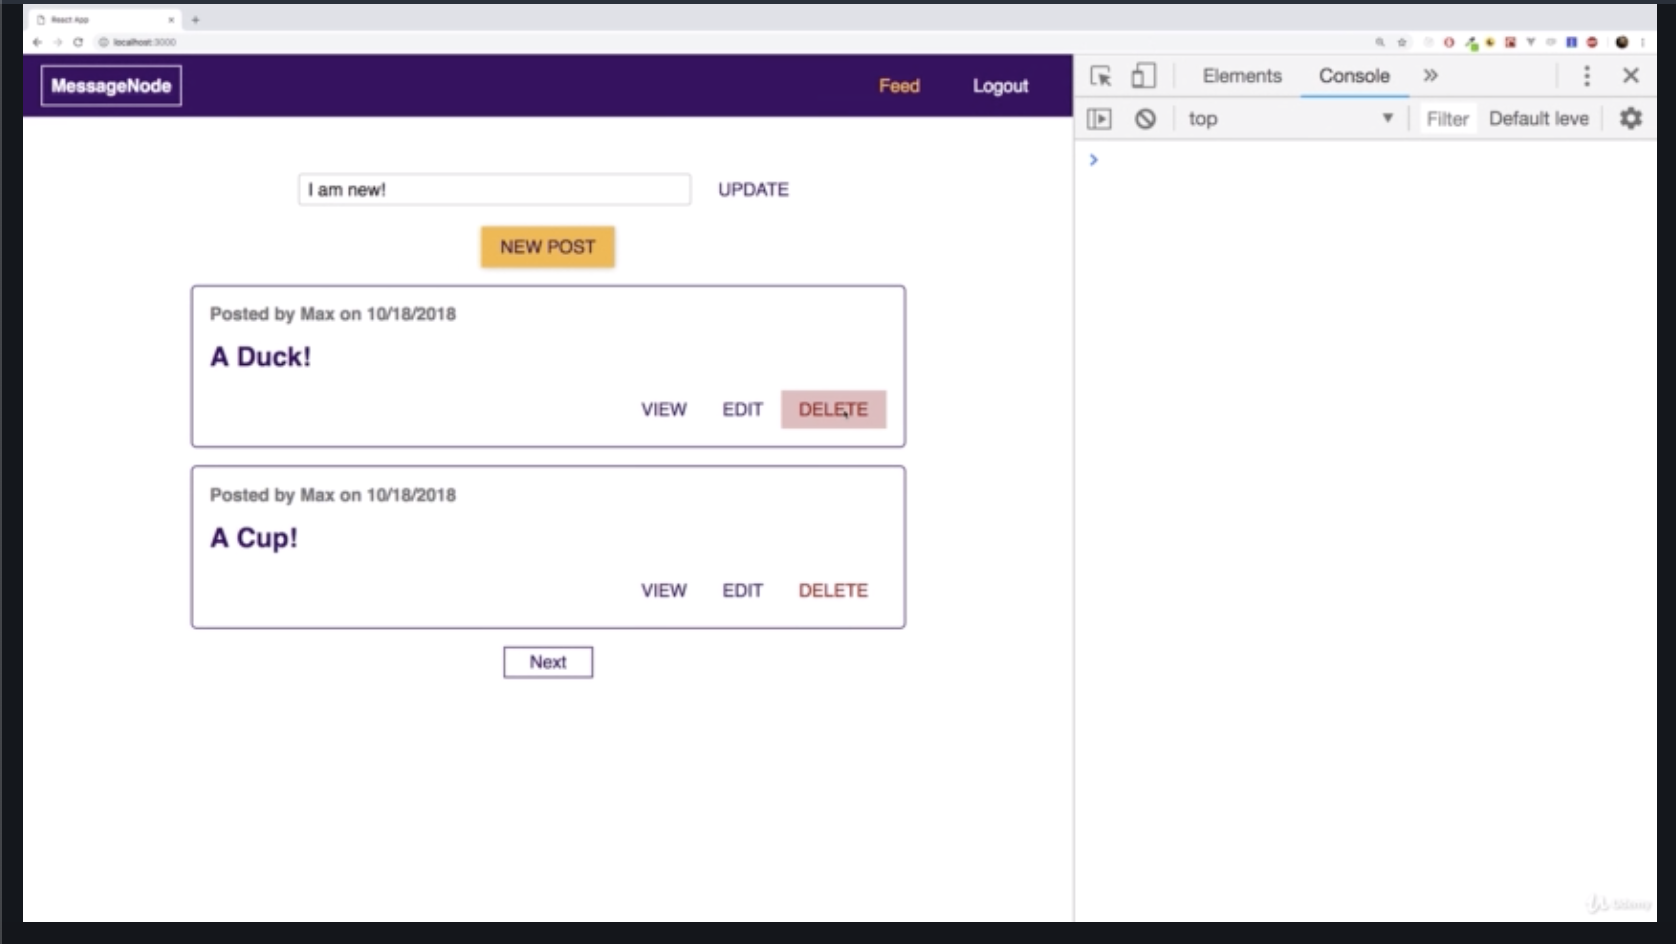 React App
localhost:3000
MessageNode
Feed
Logout
Elements
Console
top
Filter
Default leve
I am new!
UPDATE
NEW POST
Posted by Max on 10/18/2018
A Duck!
VIEW
EDIT
DELETE
Posted by Max on 10/18/2018
A Cup!
VIEW
EDIT
DELETE
Next
Udemy